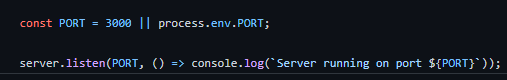 const PORT = 3000 || process.env.PORT;
server.listen(PORT, () => console.log(`Server running on port ${PORT}`));